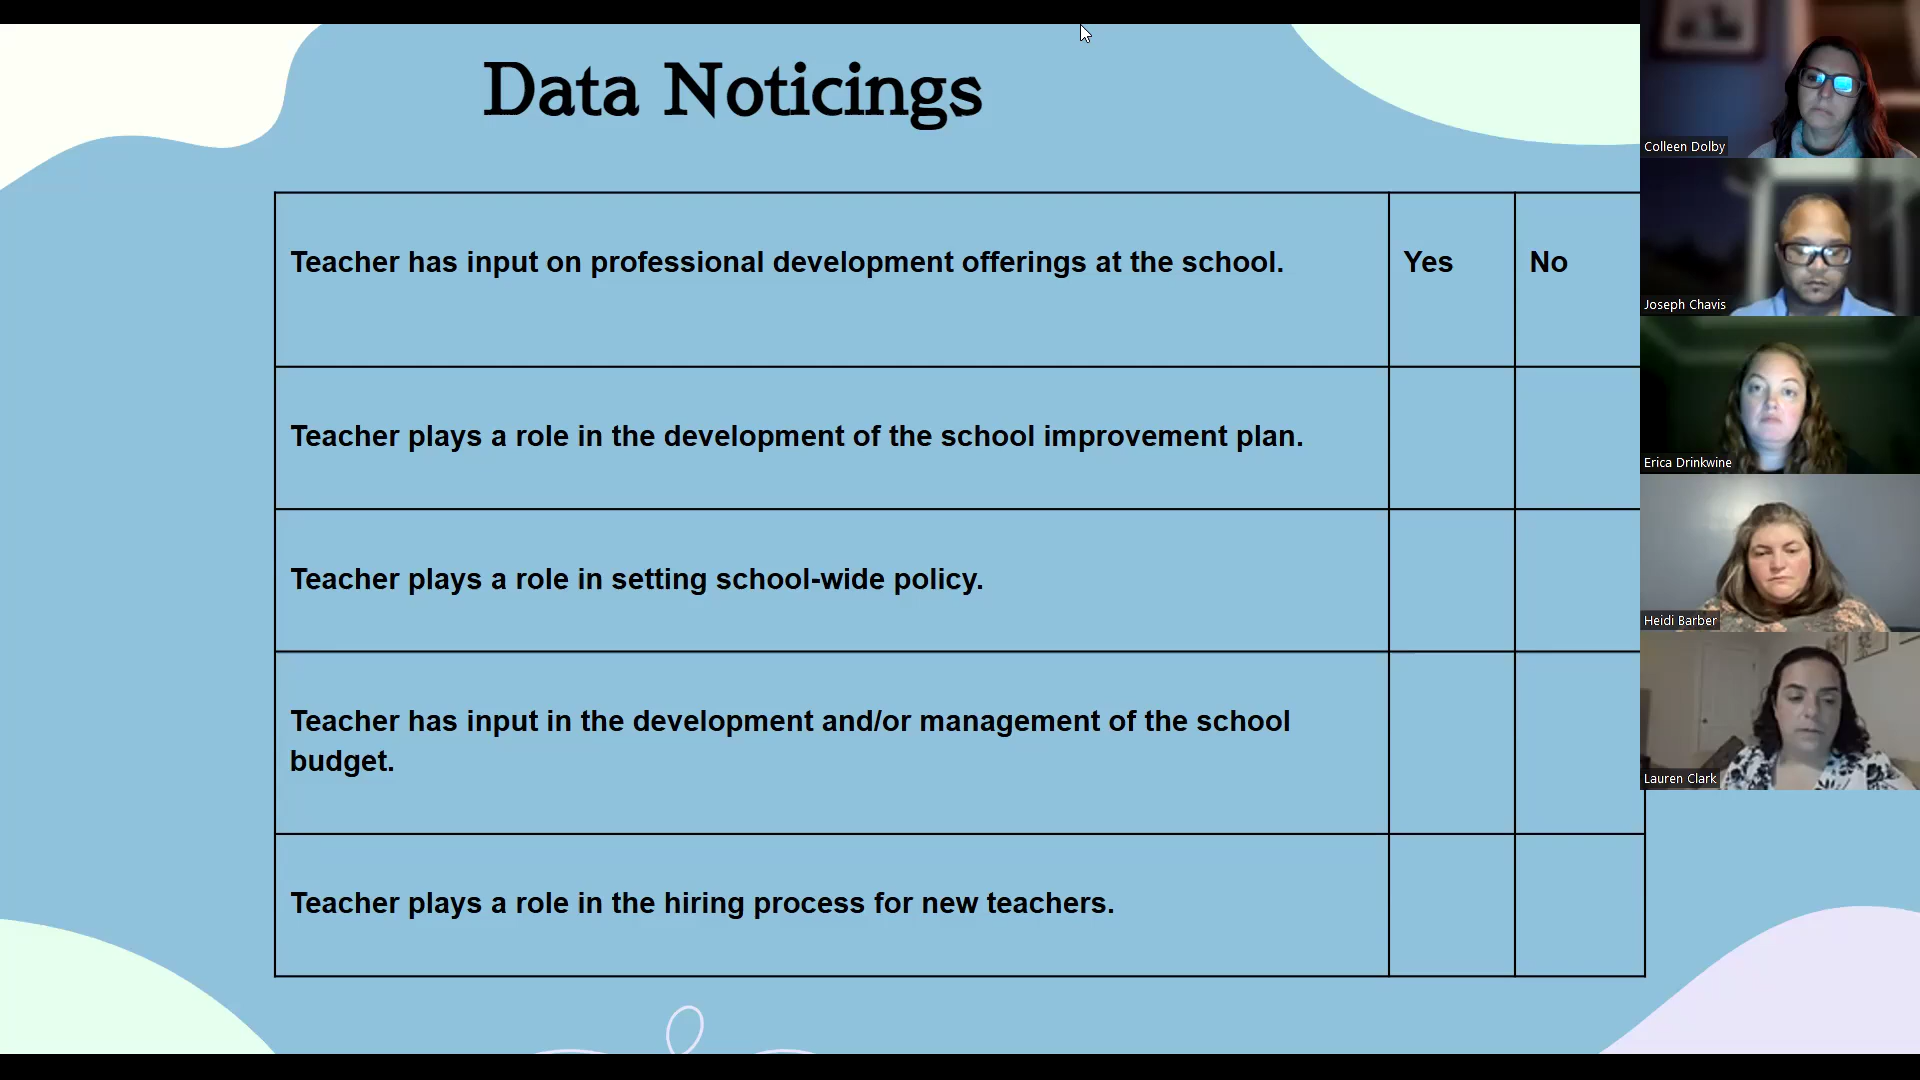 Data Noticings
Teacher has input on professional development offerings at the school. Yes No
Teacher plays a role in the development of the school improvement plan.
Teacher plays a role in setting school-wide policy.
Teacher has input in the development and/or management of the school
budget.
Teacher plays a role in the hiring process for new teachers.
Colleen Dolby
Joseph Chavis
Erica Drinkwine
Heidi Barber
Lauren Clark